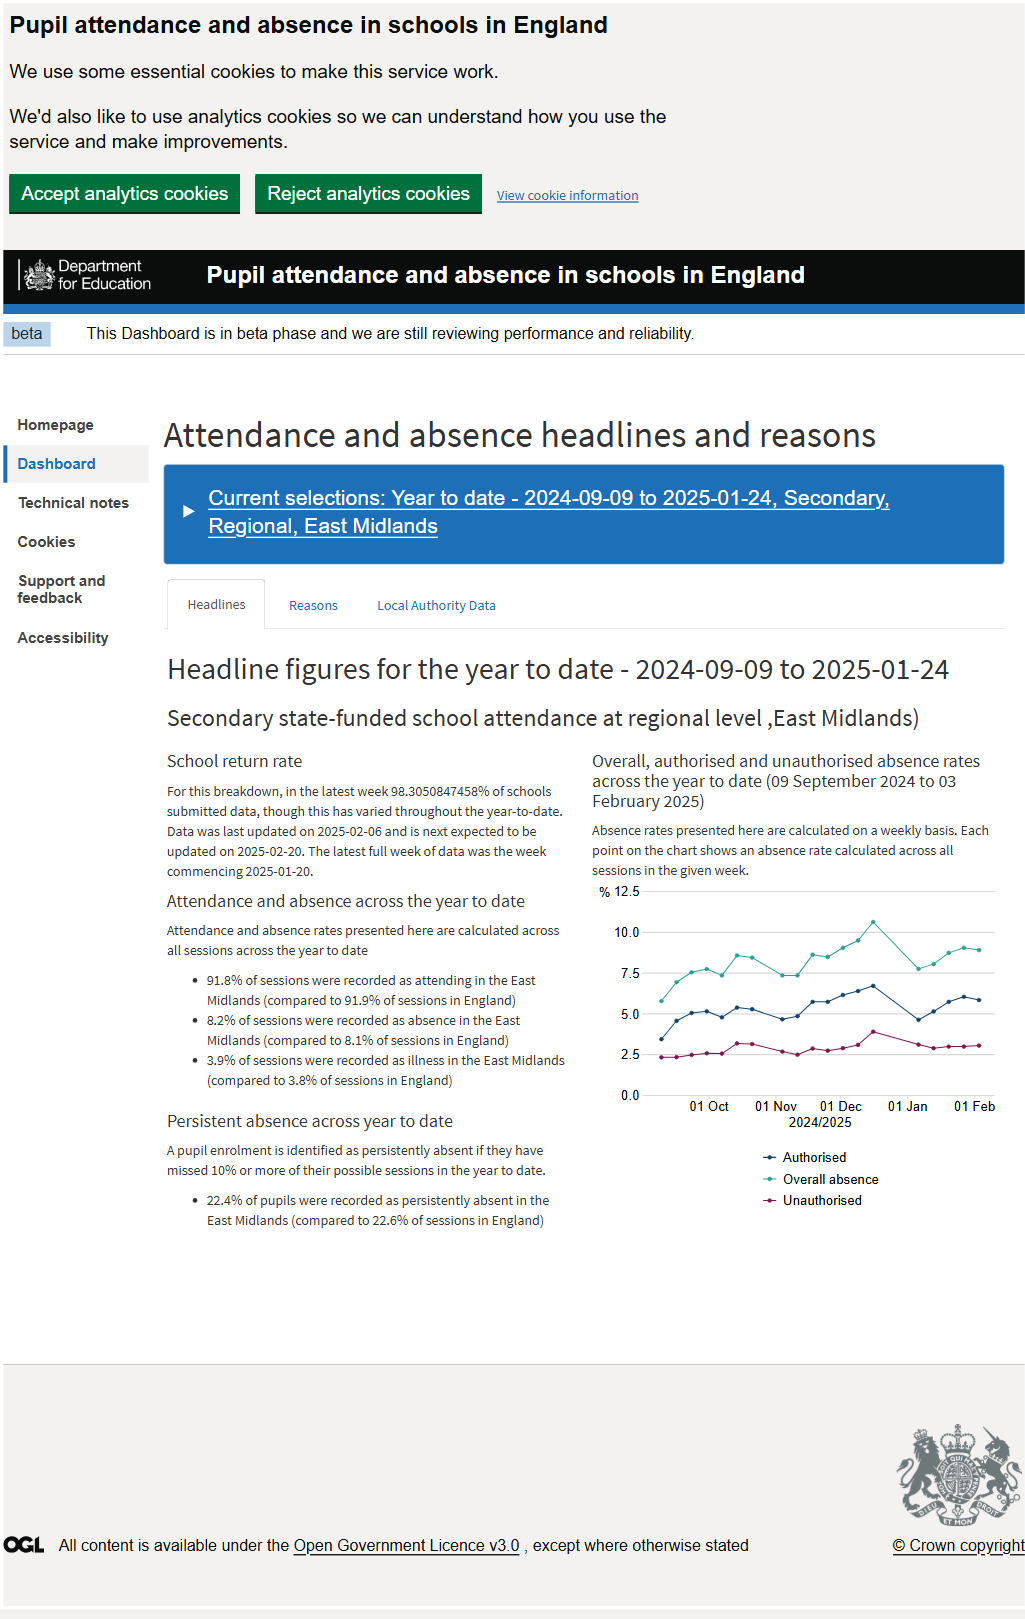 Pupil attendance and absence in schools in England
We use some essential cookies to make this service work.
We'd also like to use analytics cookies so we can understand how you use the
service and make improvements.
Accept analytics cookies
Reject analytics cookies
View cookie information
Department
for Education
Pupil attendance and absence in schools in England
beta
This Dashboard is in beta phase and we are still reviewing performance and reliability.
Homepage
Dashboard
Technical notes
Cookies
Support and
feedback
Accessibility
Attendance and absence headlines and reasons
Current selections: Year to date - 2024-09-09 to 2025-01-24, Secondary,
Regional, East Midlands
Headlines
Reasons
Local Authority Data
Headline figures for the year to date - 2024-09-09 to 2025-01-24
Secondary state-funded school attendance at regional level ,East Midlands)
School return rate
For this breakdown, in the latest week 98.3050847458% of schools
submitted data, though this has varied throughout the year-to-date.
Data was last updated on 2025-02-06 and is next expected to be
updated on 2025-02-20. The latest full week of data was the week
commencing 2025-01-20.
Attendance and absence across the year to date
Attendance and absence rates presented here are calculated across
all sessions across the year to date
• 91.8% of sessions were recorded as attending in the East
Midlands (compared to 91.9% of sessions in England)
• 8.2% of sessions were recorded as absence in the East
Midlands (compared to 8.1% of sessions in England)
• 3.9% of sessions were recorded as illness in the East Midlands
(compared to 3.8% of sessions in England)
Persistent absence across year to date
A pupil enrolment is identified as persistently absent if they have
missed 10% or more of their possible sessions in the year to date.
• 22.4% of pupils were recorded as persistently absent in the
East Midlands (compared to 22.6% of sessions in England)
Overall, authorised and unauthorised absence rates
across the year to date (09 September 2024 to 03
February 2025)
Absence rates presented here are calculated on a weekly basis. Each
point on the chart shows an absence rate calculated across all
sessions in the given week.
% 12.5
10.0
7.5
5.0
2.5
0.0
01 Oct
01 Nov
01 Dec
01 Jan
01 Feb
2024/2025
Authorised
Overall absence
Unauthorised
DIEU ET MON DROIT
OGL
All content is available under the Open Government Licence v3.0 , except where otherwise stated
© Crown copyright